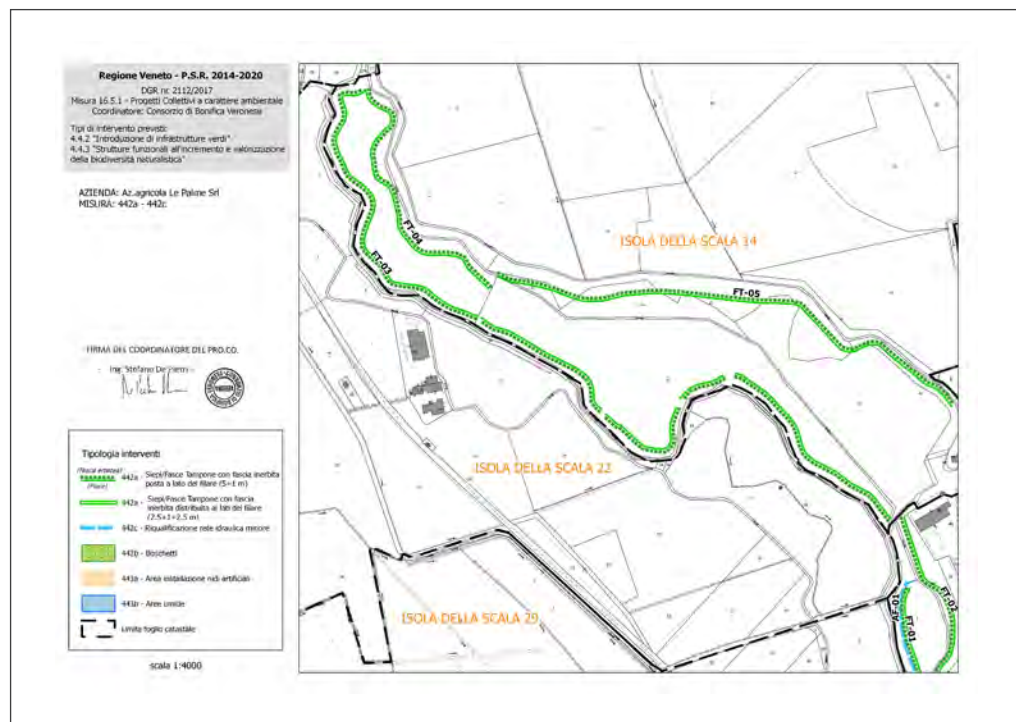 Regione Veneto - P.S.R. 2014-2020
DGR nr. 2112/2017
Misura 16.5.1 - Progetti Collettivi a carattere ambientale
Coordinatore: Consorzio di Bonifica Veronese
Tipi di intervento previsti:
4.4.2 "Introduzione di infrastrutture verdi"
4.4.3 "Strutture funzionali all'incremento e valorizzazione
della biodiversità naturalistica"
AZIENDA: Az.agricola Le Palme Srl
MISURA: 442a - 442c
FIRMA DEL COORDINATORE DEL PRO.CO.
Ing. Stefano De Pietri
Tipologia interventi
(fascia erbacea)
(filare)
442a - Siepi/Fasce Tampone con fascia inerbita
posta a lato del filare (5+1 m)
442a - Siepi/Fasce Tampone con fascia
inerbita distribuita ai lati del filare
(2.5+1+2.5 m)
442c - Riqualificazione rete idraulica minore
442b - Boschetti
443a - Area installazione nidi artificiali
443b - Aree umide
Limite foglio catastale
scala 1:4000
ISOLA DELLA SCALA 14
FT-04
FT-03
FT-05
ISOLA DELLA SCALA 22
ISOLA DELLA SCALA 29
AF-01
FT-01
FT-02